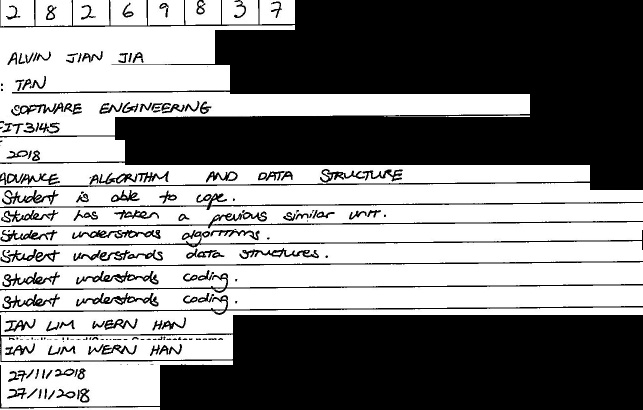 2 8 2 6 9 8 3 7
ALVIN JIAN JIA
: TAN
SOFTWARE ENGINEERING
FIT3145
2018
ADVANCE ALGORITHM AND DATA STRUCTURE
Student is able to cope.
Student has taken a previous similar unit.
Student understands algorithms.
Student understands data structures.
Student understands coding.
Student understands coding.
IAN LIM WERN HAN
IAN LIM WERN HAN
27/11/2018
27/11/2018